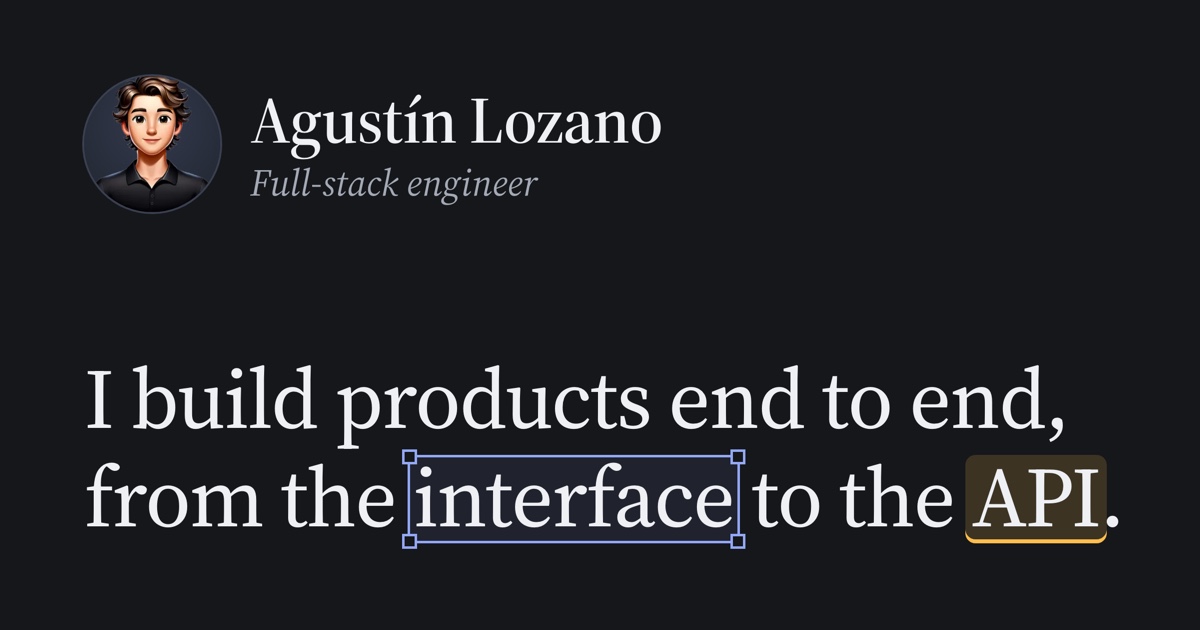 Agustín Lozano
Full-stack engineer
I build products end to end,
from the interface to the API.